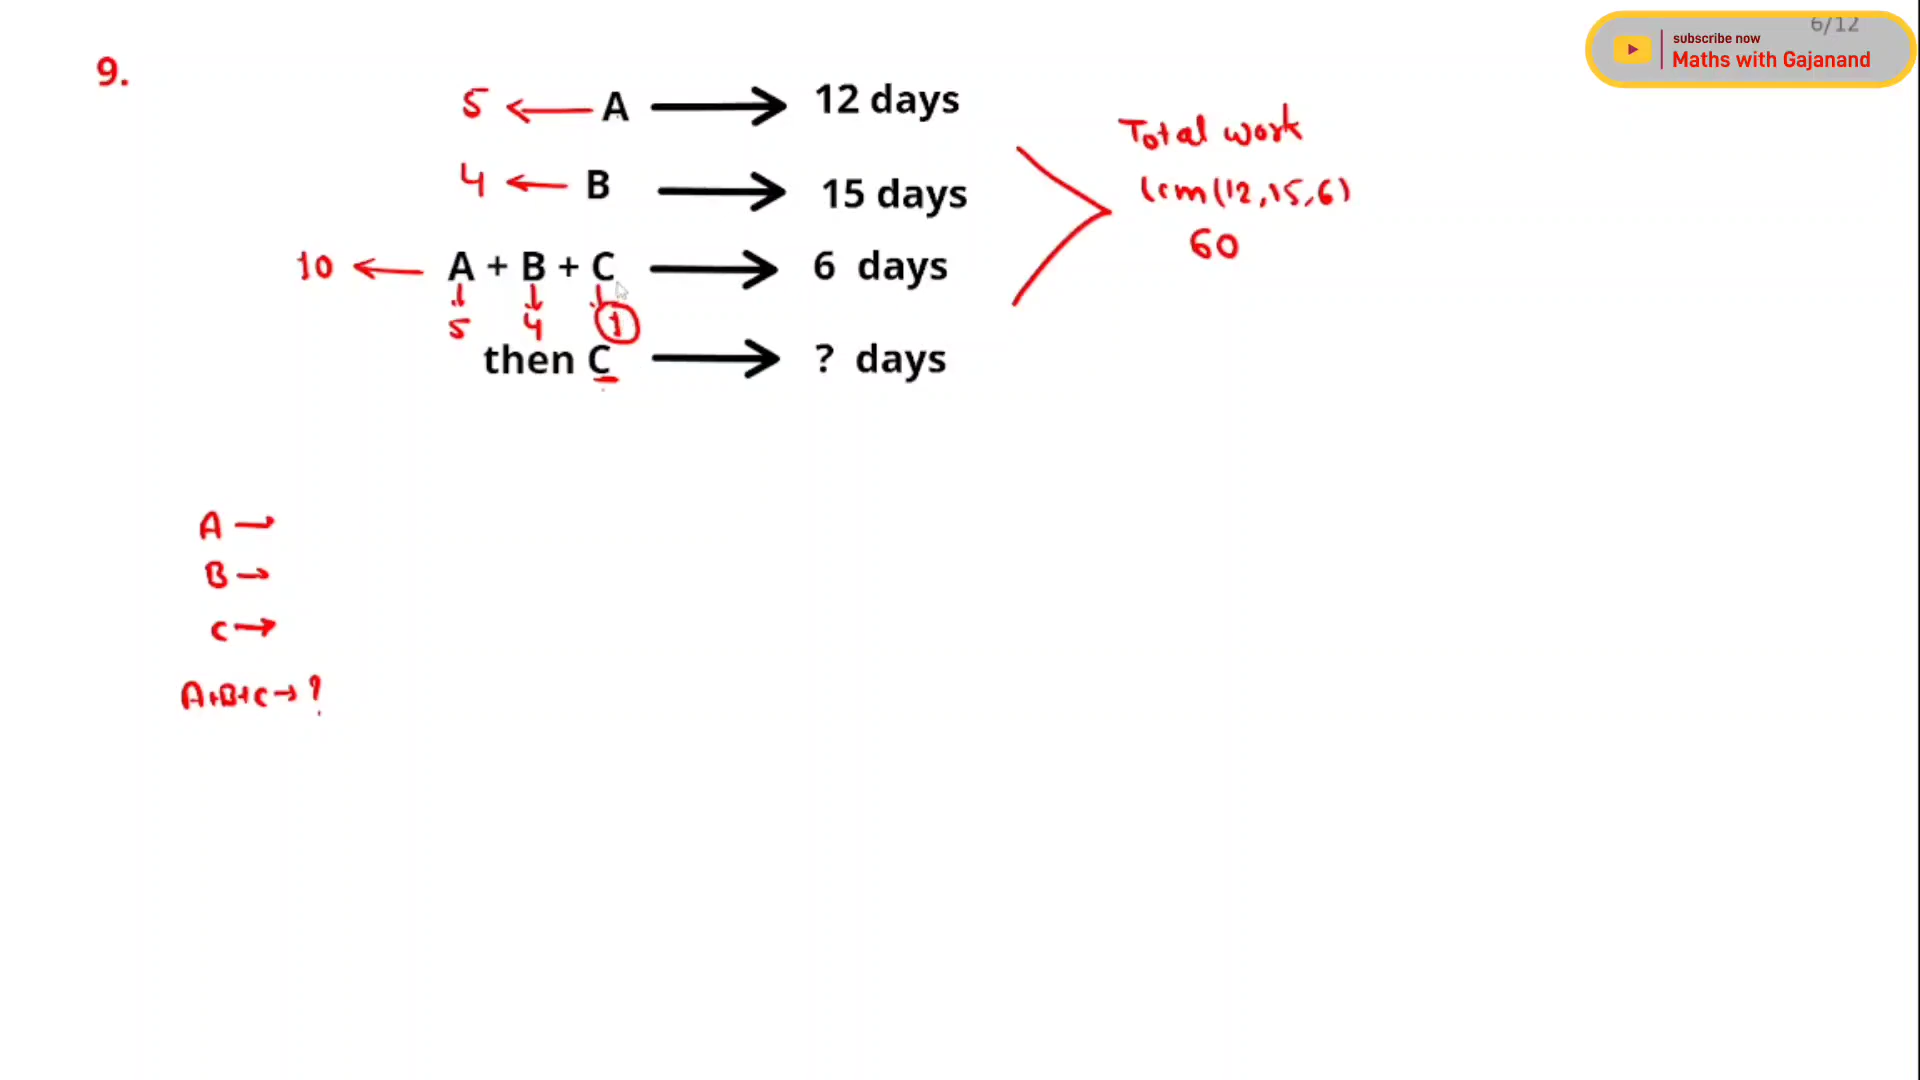 6/12
subscribe now
Maths with Gajanand
9.
5 ← A → 12 days
4 ← B → 15 days
10 ← A + B + C → 6 days
5 4 1
then C → ? days
Total work
lcm(12,15,6)
60
A →
B →
C →
A+B+C → ?